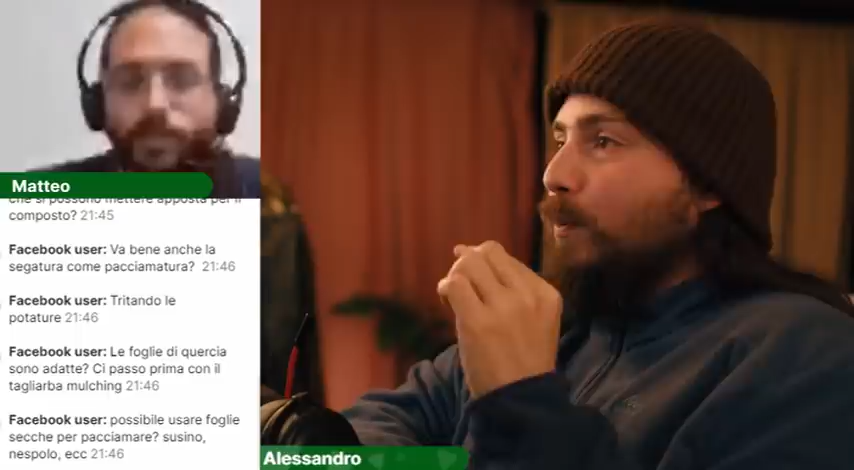 Matteo
che si possono mettere apposta per il
composto? 21:45
Facebook user: Va bene anche la
segatura come pacciamatura? 21:46
Facebook user: Tritando le
potature 21:46
Facebook user: Le foglie di quercia
sono adatte? Ci passo prima con il
tagliarba mulching 21:46
Facebook user: possibile usare foglie
secche per pacciamare? susino,
nespolo, ecc 21:46
Alessandro